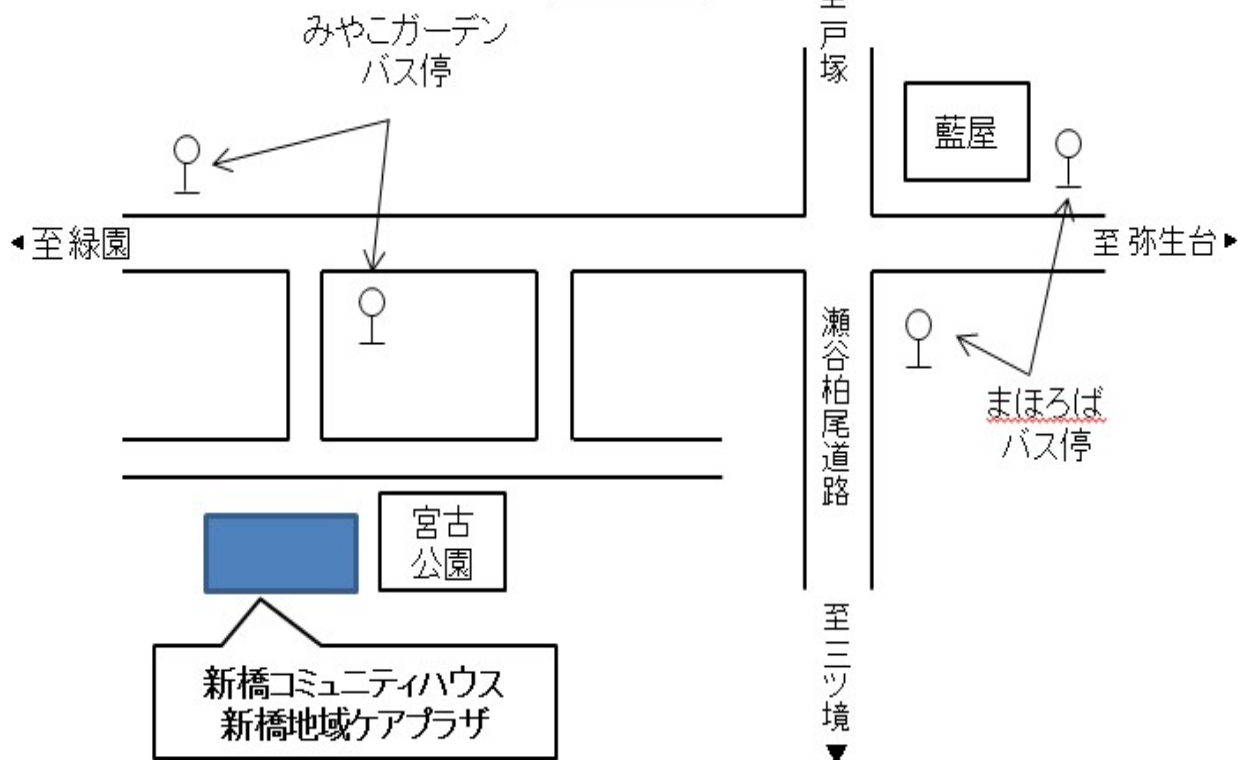 至戸塚
みやこガーデン
バス停
藍屋
◀至緑園
至 弥生台▶
瀬谷柏尾道路
まほろば
バス停
宮古
公園
新橋コミュニティハウス
新橋地域ケアプラザ
至三ツ境▼